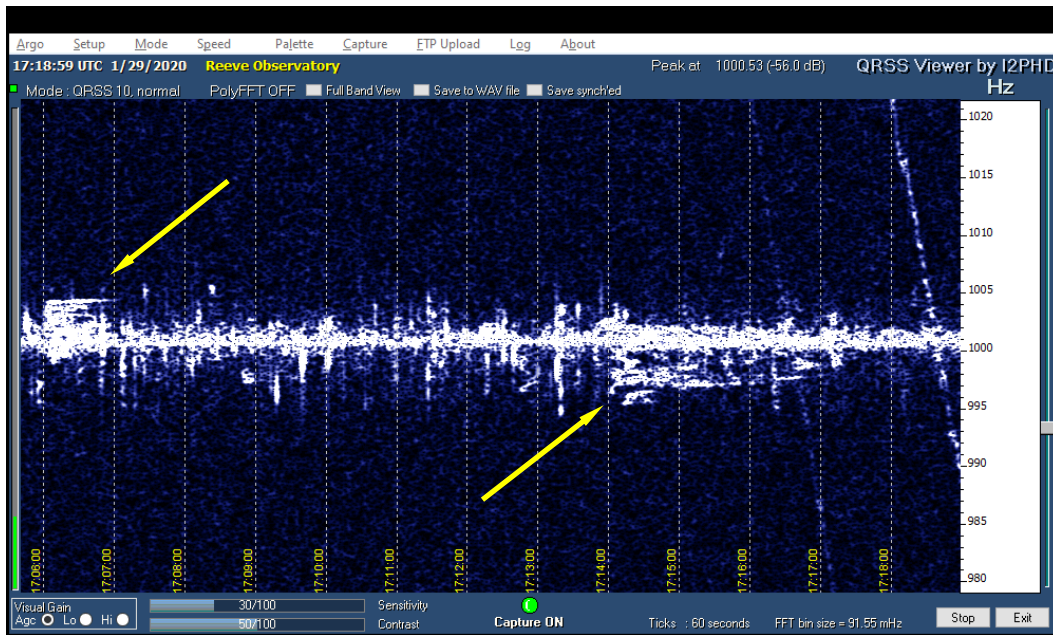 Argo Setup Mode Speed Palette Capture FTP Upload Log About
17:18:59 UTC 1/29/2020 Reeve Observatory Peak at 1000.53 (-56.0 dB) QRSS Viewer by I2PHD
Mode : QRSS 10, normal PolyFFT OFF Full Band View Save to WAV file Save synch'ed Hz
1020
1015
1010
1005
1000
995
990
985
980
17:06:00 17:07:00 17:08:00 17:09:00 17:10:00 17:11:00 17:12:00 17:13:00 17:14:00 17:15:00 17:16:00 17:17:00 17:18:00
Visual Gain 30/100 Sensitivity
Agc Lo Hi 50/100 Contrast Capture ON Ticks : 60 seconds FFT bin size = 91.55 mHz Stop Exit